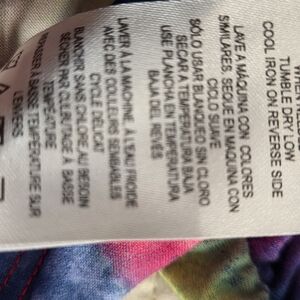 TUMBLE DRY LOW
COOL IRON ON REVERSE SIDE
LAVE A MAQUINA CON COLORES
SIMILARES. SEQUE EN MAQUINA CON
CICLO SUAVE
SÓLO USAR BLANQUEO SIN CLORO
SECAR A TEMPERATURA BAJA
USE PLANCHA EN TEMPERATURA
BAJA DEL REVÉS
LAVER À LA MACHINE, À L'EAU FROIDE
AVEC DES COULEURS SEMBLABLES
CYCLE DÉLICAT
BLANCHIR SANS CHLORE, AU BESOIN
SÉCHER PAR CULBUTAGE À BASSE
TEMPÉRATURE
REPASSER À BASSE TEMPÉRATURE SUR
L'ENVERS